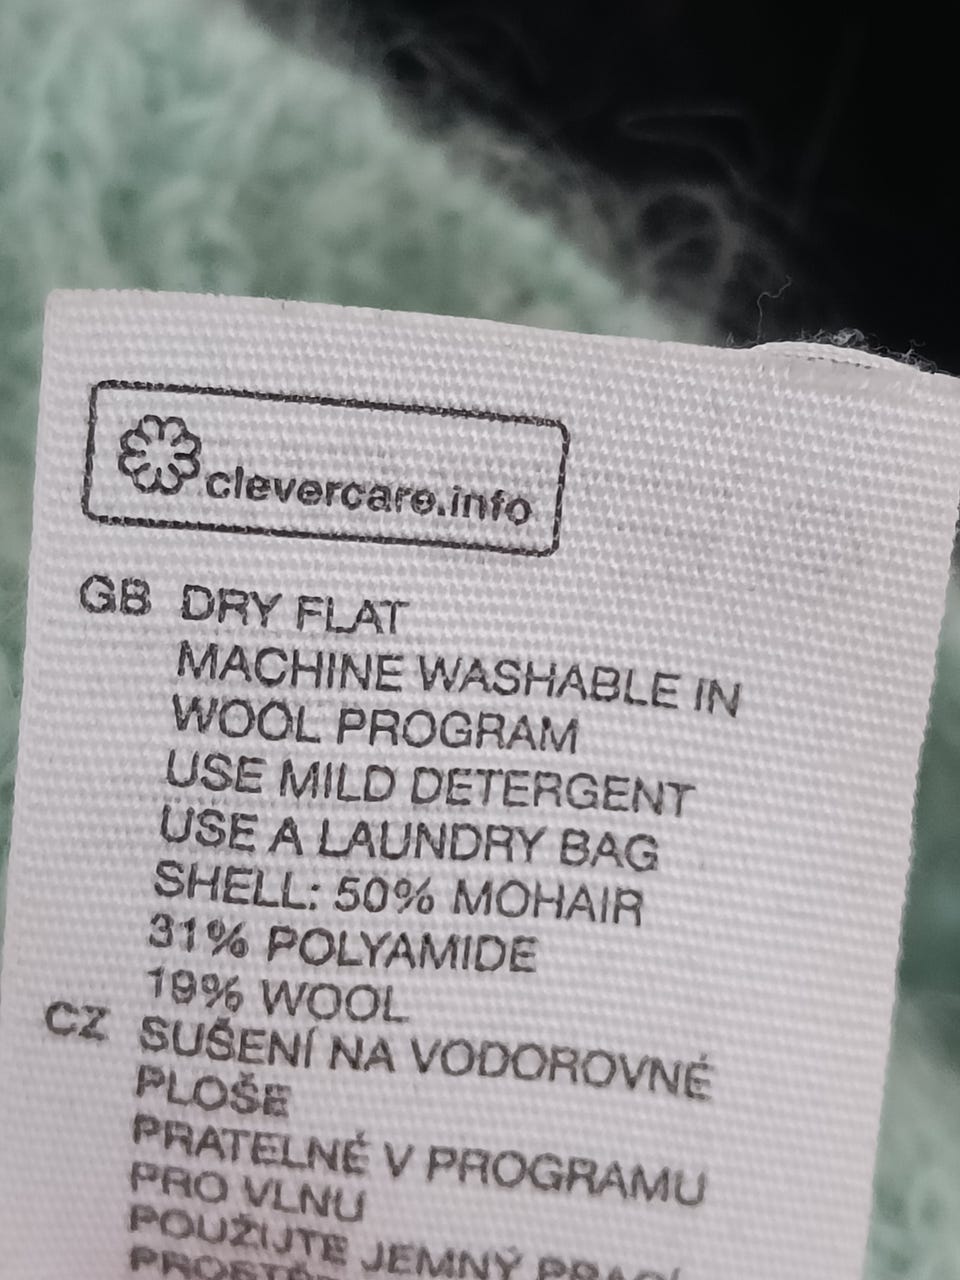 clevercare.info
GB DRY FLAT
MACHINE WASHABLE IN
WOOL PROGRAM
USE MILD DETERGENT
USE A LAUNDRY BAG
SHELL: 50% MOHAIR
31% POLYAMIDE
19% WOOL
CZ SUŠENÍ NA VODOROVNÉ
PLOŠE
PRATELNÉ V PROGRAMU
PRO VLNU
POUŽIJTE JEMNÝ PRACÍ